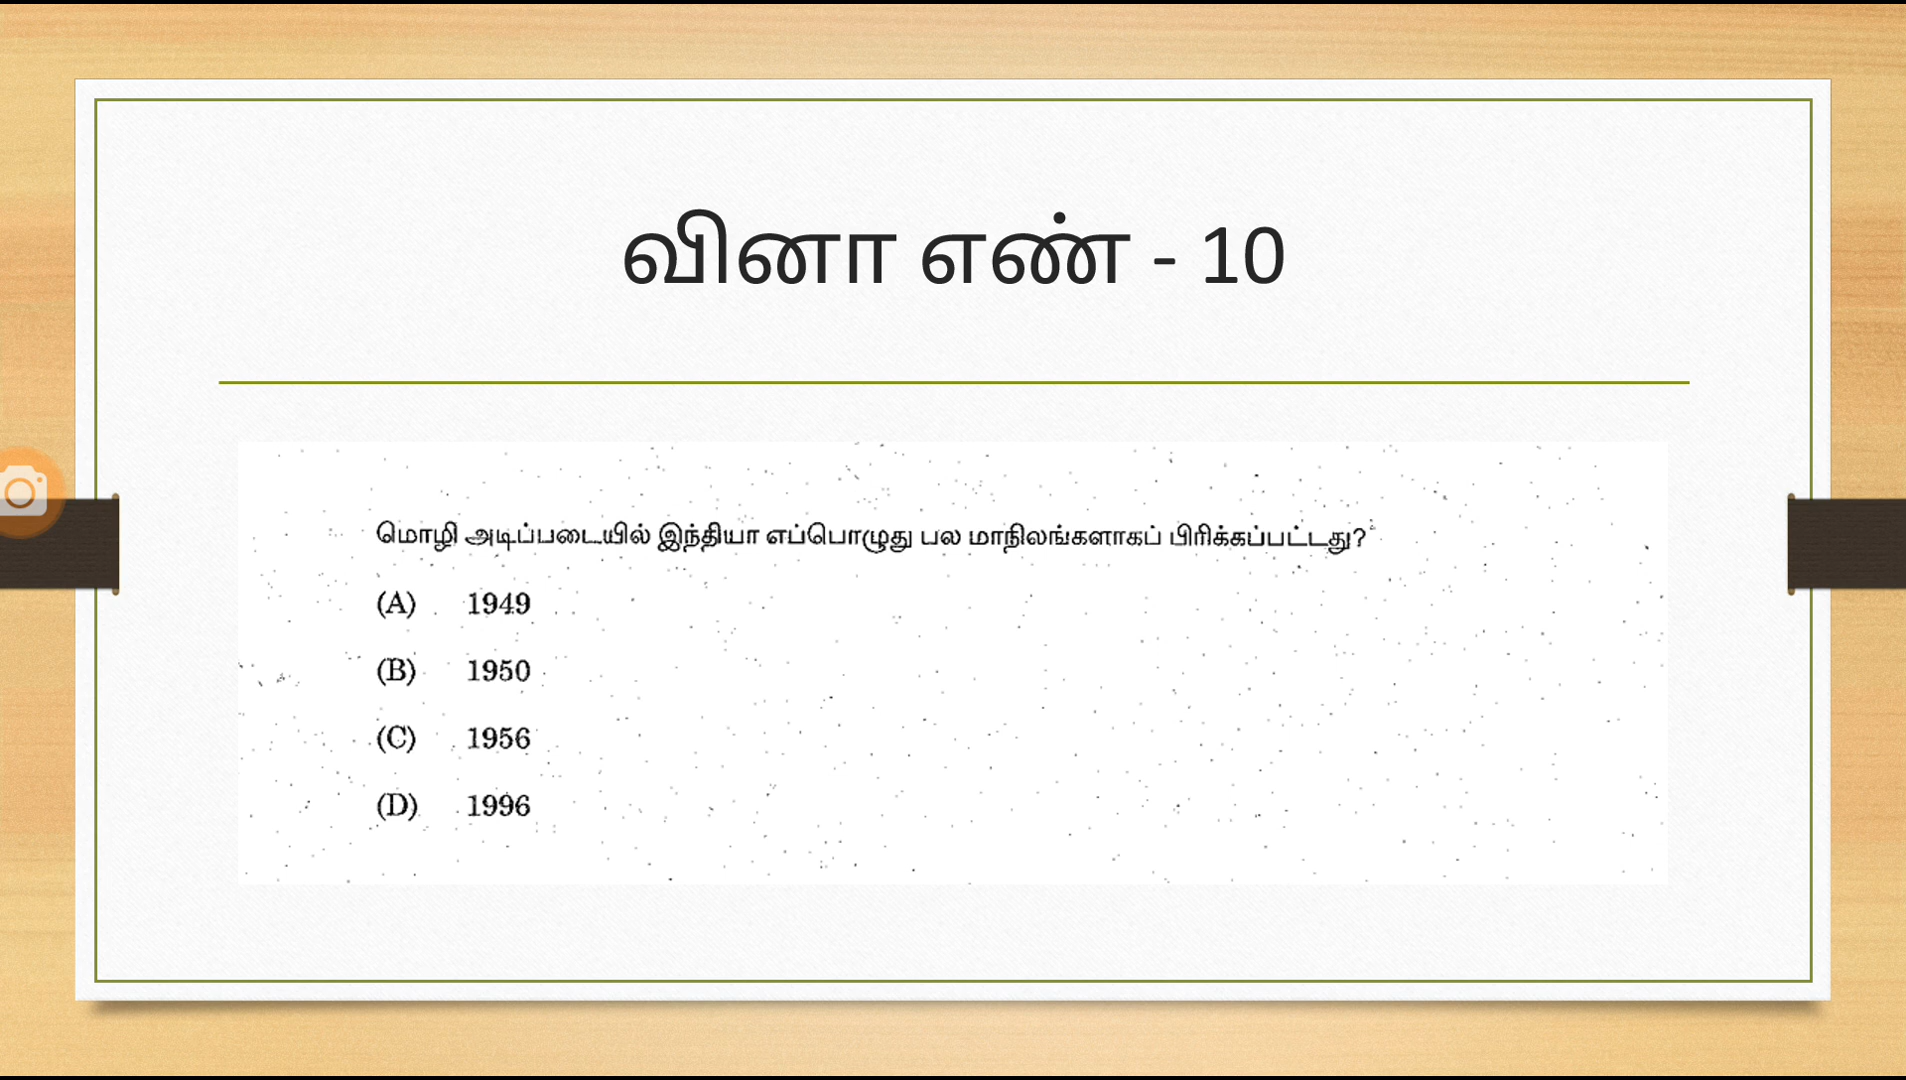 வினா எண் - 10
மொழி அடிப்படையில் இந்தியா எப்பொழுது பல மாநிலங்களாகப் பிரிக்கப்பட்டது?
(A) 1949
(B) 1950
(C) 1956
(D) 1996